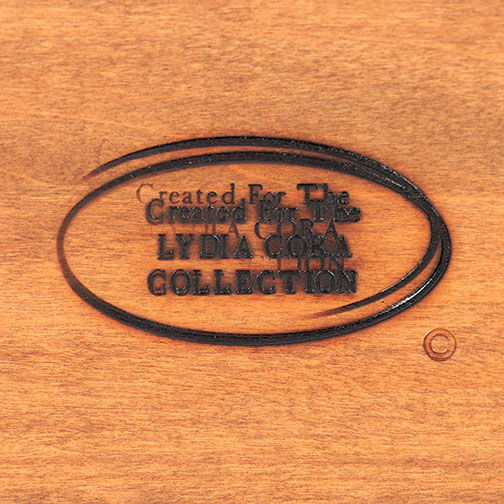 Created For The
LYDIA CORA
COLLECTION
©